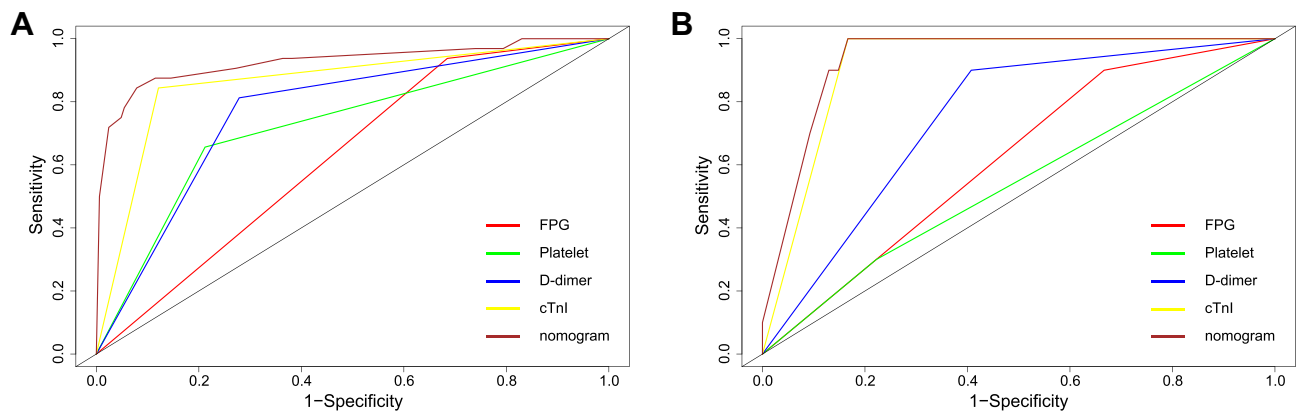 A
Sensitivity
1.0
0.8
0.6
0.4
0.2
0.0
FPG
Platelet
D-dimer
cTnI
nomogram
0.0 0.2 0.4 0.6 0.8 1.0
1−Specificity
B
Sensitivity
1.0
0.8
0.6
0.4
0.2
0.0
FPG
Platelet
D-dimer
cTnI
nomogram
0.0 0.2 0.4 0.6 0.8 1.0
1−Specificity